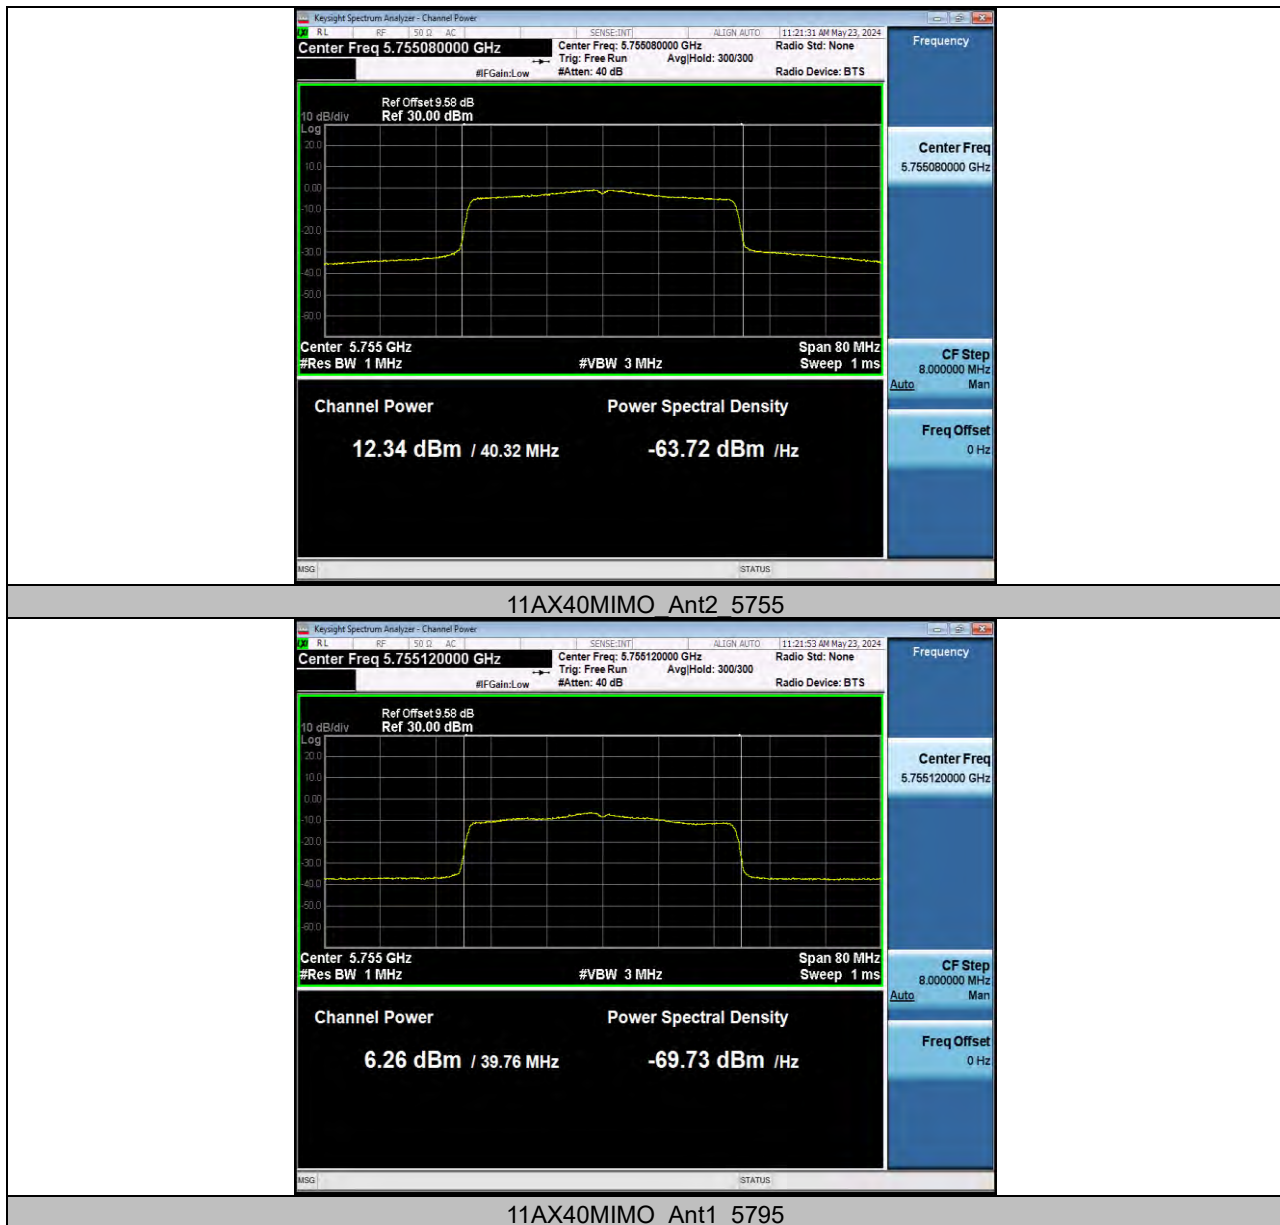 Keysight Spectrum Analyzer - Channel Power
RL RF 50 Ω AC SENSE:INT ALIGN AUTO 11:21:31 AM May 23, 2024
Center Freq 5.755080000 GHz
Center Freq: 5.755080000 GHz
Radio Std: None
Trig: Free Run Avg|Hold: 300/300
#IFGain:Low #Atten: 40 dB Radio Device: BTS
Frequency
Ref Offset 9.58 dB
10 dB/div Ref 30.00 dBm
Log
20.0
10.0
0.00
-10.0
-20.0
-30.0
-40.0
-50.0
-60.0
Center 5.755 GHz Span 80 MHz
#Res BW 1 MHz #VBW 3 MHz Sweep 1 ms
Center Freq
5.755080000 GHz
CF Step
8.000000 MHz
Auto Man
Freq Offset
0 Hz
Channel Power Power Spectral Density
12.34 dBm / 40.32 MHz -63.72 dBm /Hz
MSG STATUS
11AX40MIMO_Ant2_5755
Keysight Spectrum Analyzer - Channel Power
RL RF 50 Ω AC SENSE:INT ALIGN AUTO 11:21:53 AM May 23, 2024
Center Freq 5.755120000 GHz
Center Freq: 5.755120000 GHz
Radio Std: None
Trig: Free Run Avg|Hold: 300/300
#IFGain:Low #Atten: 40 dB Radio Device: BTS
Frequency
Ref Offset 9.58 dB
10 dB/div Ref 30.00 dBm
Log
20.0
10.0
0.00
-10.0
-20.0
-30.0
-40.0
-50.0
-60.0
Center 5.755 GHz Span 80 MHz
#Res BW 1 MHz #VBW 3 MHz Sweep 1 ms
Center Freq
5.755120000 GHz
CF Step
8.000000 MHz
Auto Man
Freq Offset
0 Hz
Channel Power Power Spectral Density
6.26 dBm / 39.76 MHz -69.73 dBm /Hz
MSG STATUS
11AX40MIMO_Ant1_5795